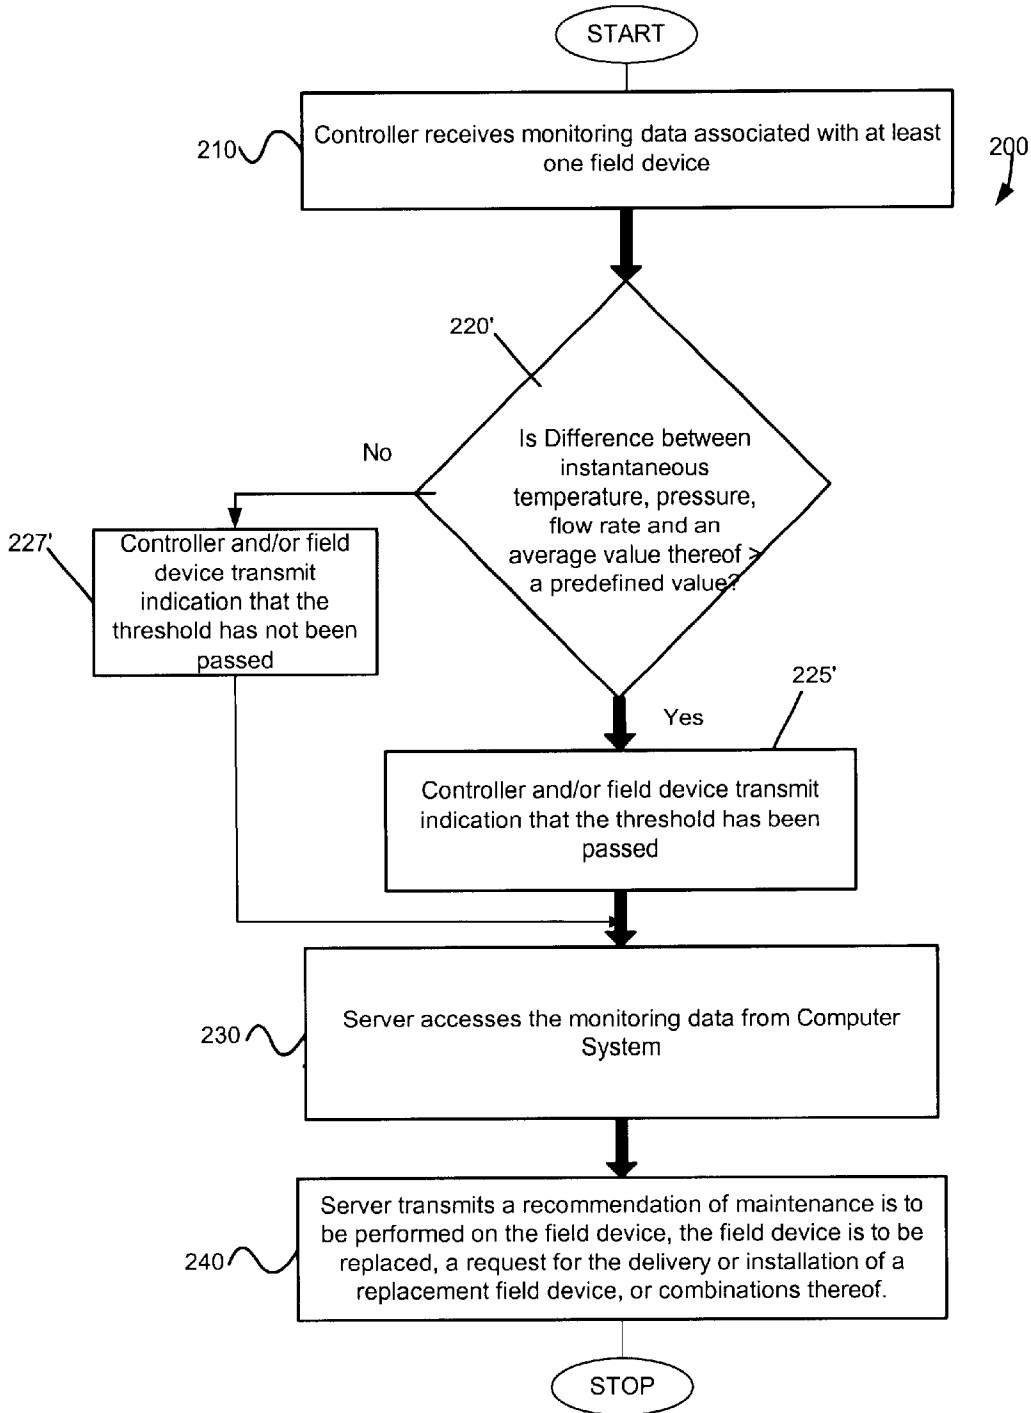 START
Controller receives monitoring data associated with at least
one field device
210
200
220'
Is Difference between
instantaneous
temperature, pressure,
flow rate and an
average value thereof >
a predefined value?
No
227'
Controller and/or field
device transmit
indication that the
threshold has not been
passed
225'
Yes
Controller and/or field device transmit
indication that the threshold has been
passed
230
Server accesses the monitoring data from Computer
System
240
Server transmits a recommendation of maintenance is to
be performed on the field device, the field device is to be
replaced, a request for the delivery or installation of a
replacement field device, or combinations thereof.
STOP